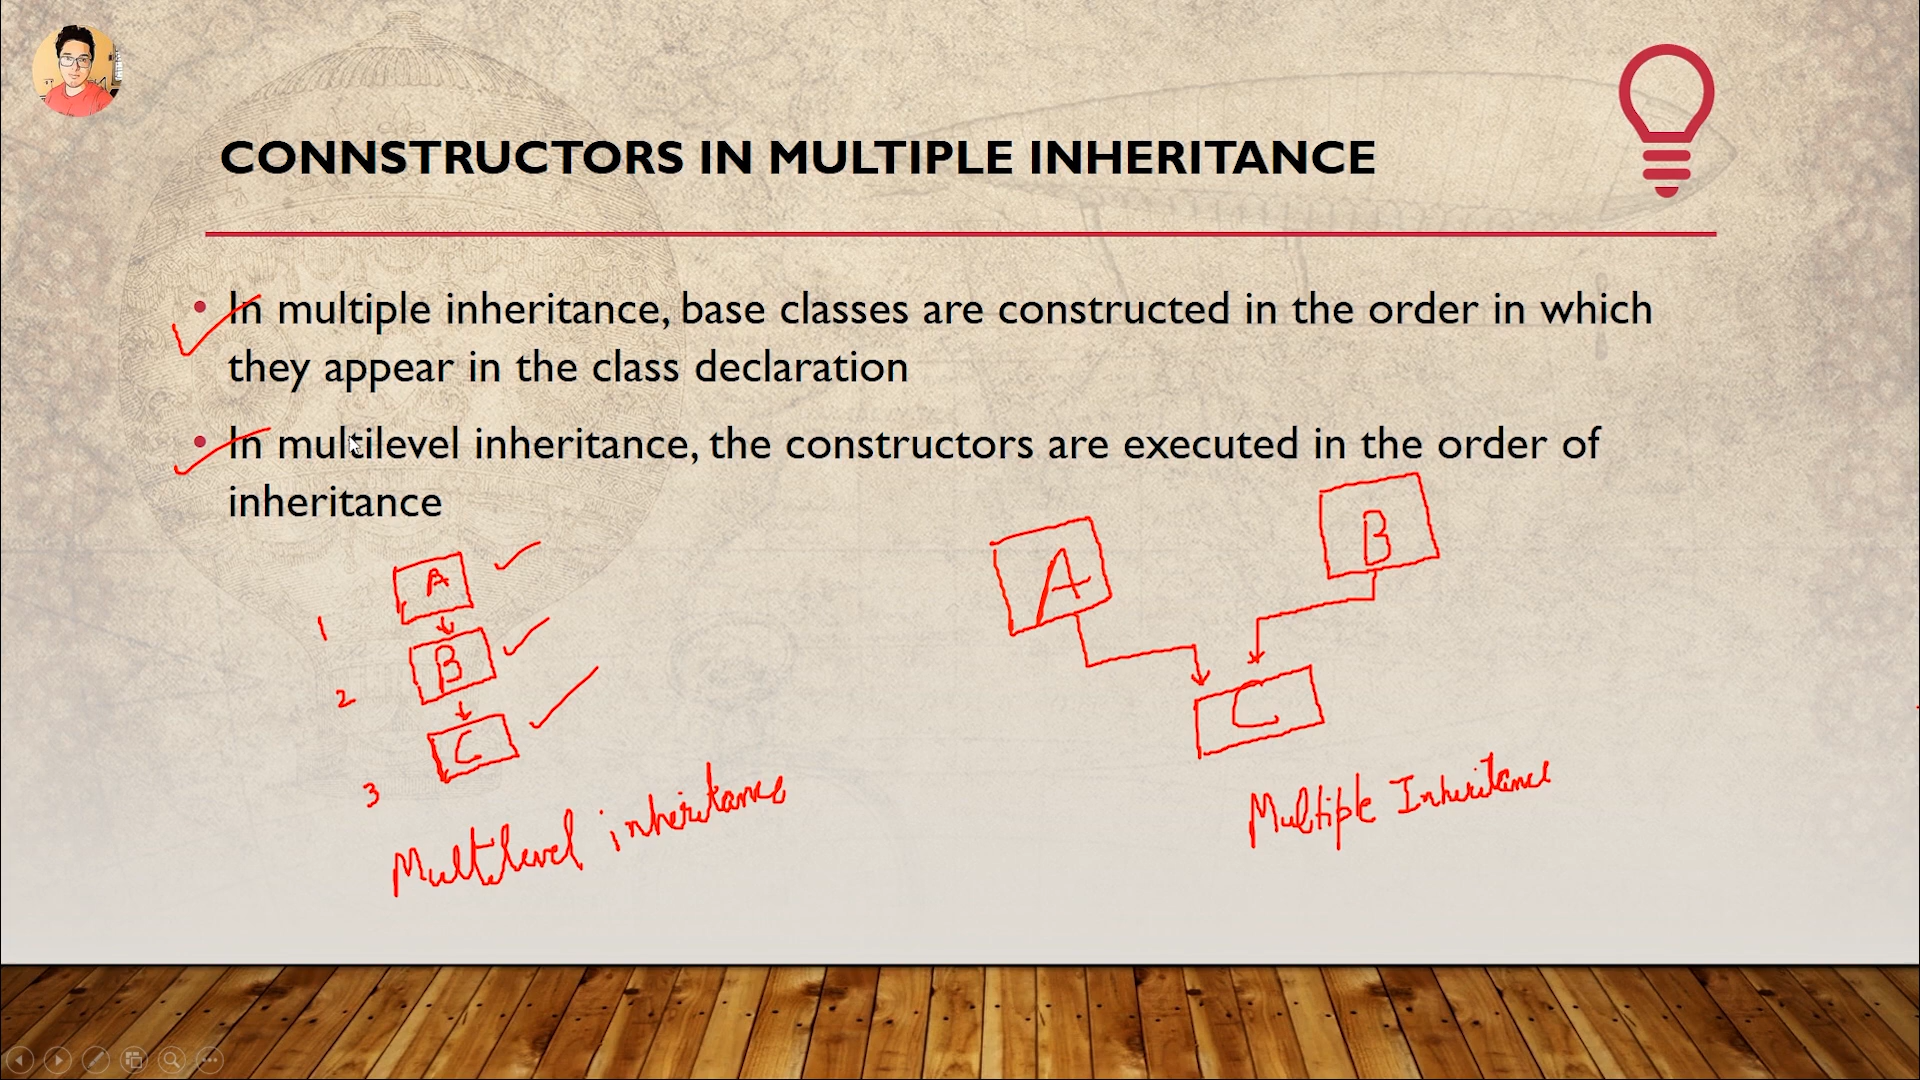 CONNSTRUCTORS IN MULTIPLE INHERITANCE
• In multiple inheritance, base classes are constructed in the order in which
they appear in the class declaration
• In multilevel inheritance, the constructors are executed in the order of
inheritance
A
1
B
2
C
3
Multilevel inheritance
A
B
C
Multiple Inheritance